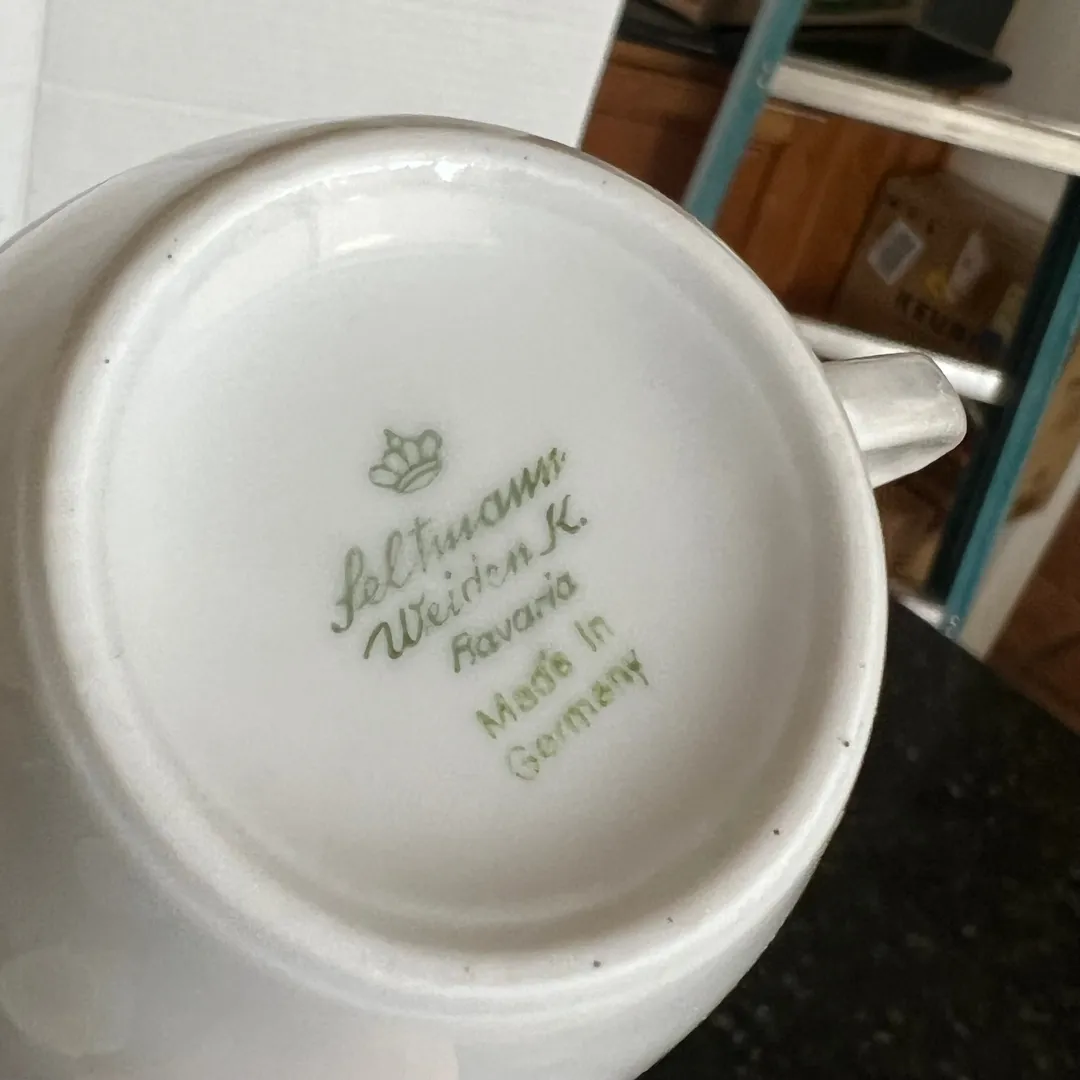 Seltmann
Weiden K.
Bavaria
Made In
Germany